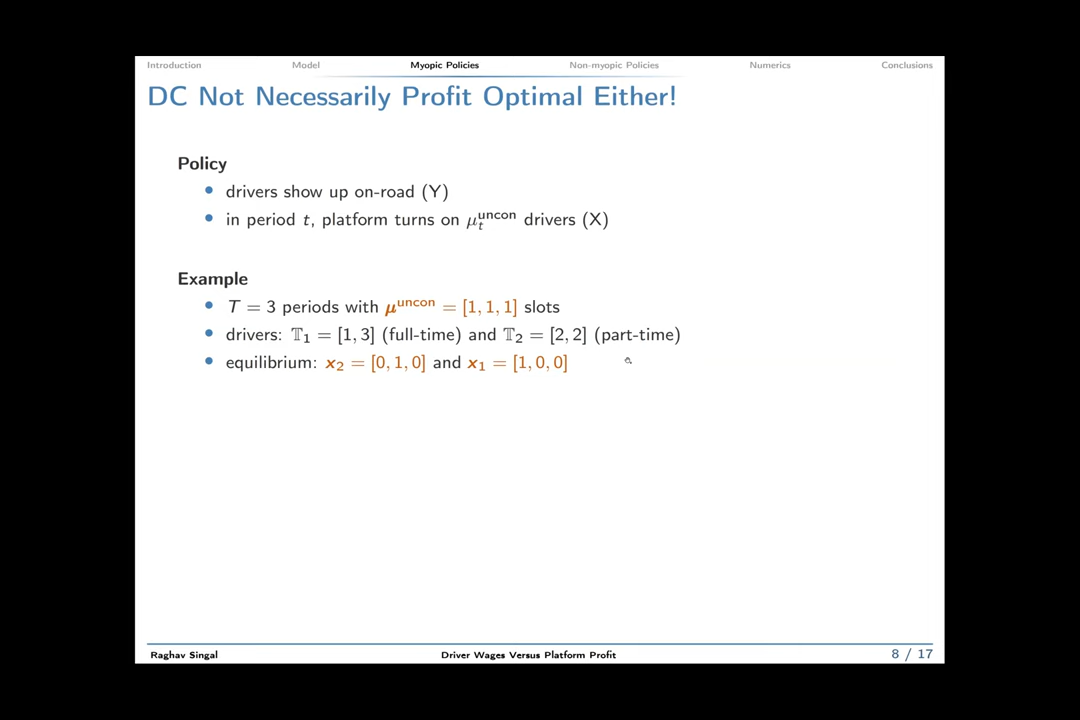 Introduction Model Myopic Policies Non-myopic Policies Numerics Conclusions
DC Not Necessarily Profit Optimal Either!
Policy
• drivers show up on-road (Y)
• in period t, platform turns on μₜᵘⁿᶜᵒⁿ drivers (X)
Example
• T = 3 periods with μᵘⁿᶜᵒⁿ = [1, 1, 1] slots
• drivers: 𝕋₁ = [1, 3] (full-time) and 𝕋₂ = [2, 2] (part-time)
• equilibrium: x₂ = [0, 1, 0] and x₁ = [1, 0, 0]
Raghav Singal Driver Wages Versus Platform Profit 8 / 17